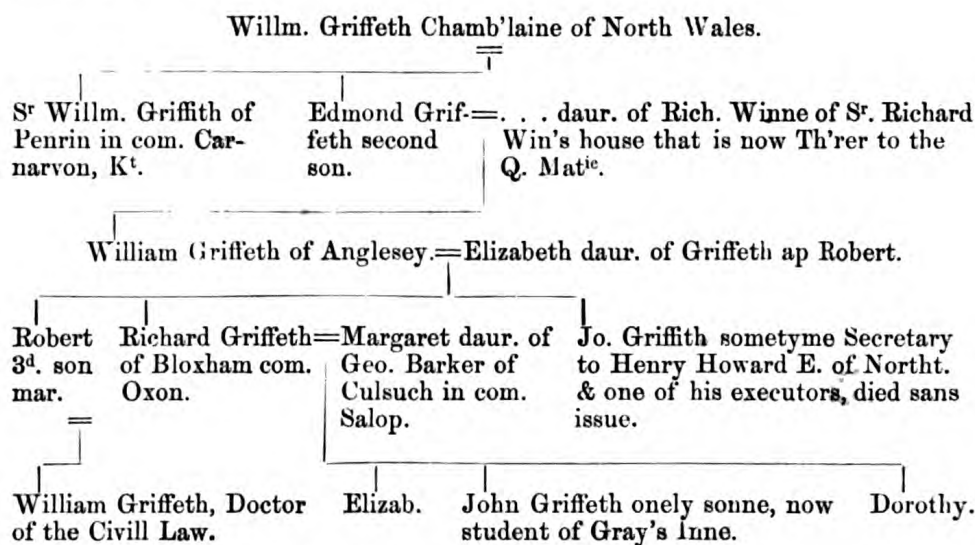 Willm. Griffeth Chamb'laine of North Wales.
Sr Willm. Griffith of Penrin in com. Carnarvon, Kt.
Edmond Grif-feth second son.
. . . daur. of Rich. Winne of Sr. Richard Win's house that is now Th'rer to the Q. Matie.
William Griffeth of Anglesey.=Elizabeth daur. of Griffeth ap Robert.
Robert
3d. son
mar.
Richard Griffeth=
of Bloxham com.
Oxon.
Margaret daur. of
Geo. Barker of
Culsuch in com.
Salop.
Jo. Griffith sometyme Secretary
to Henry Howard E. of Northt.
& one of his executors, died sans
issue.
William Griffeth, Doctor
of the Civill Law.
Elizab.
John Griffeth onely sonne, now
student of Gray's Inne.
Dorothy.